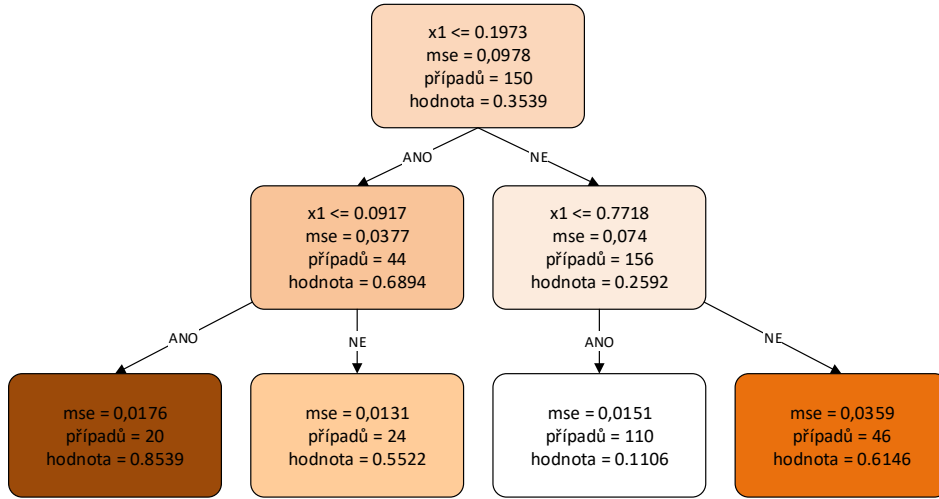 x1 <= 0.1973
mse = 0,0978
případů = 150
hodnota = 0.3539
ANO
NE
x1 <= 0.0917
mse = 0,0377
případů = 44
hodnota = 0.6894
x1 <= 0.7718
mse = 0,074
případů = 156
hodnota = 0.2592
ANO
NE
ANO
NE
mse = 0,0176
případů = 20
hodnota = 0.8539
mse = 0,0131
případů = 24
hodnota = 0.5522
mse = 0,0151
případů = 110
hodnota = 0.1106
mse = 0,0359
případů = 46
hodnota = 0.6146